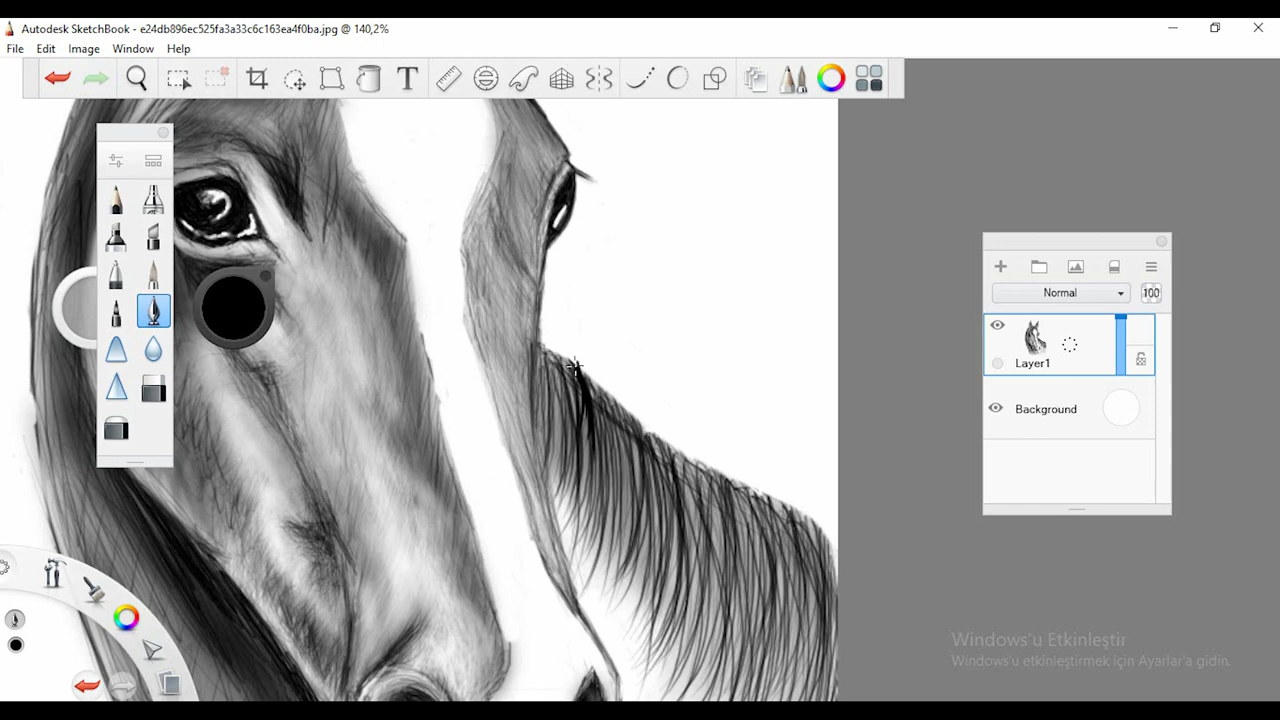 Autodesk SketchBook - e24db896ec525fa3a33c6c163ea4f0ba.jpg @ 140,2%
File Edit Image Window Help
T
Normal 100
Layer1
Background
Windows'u Etkinleştir
Windows'u etkinleştirmek için Ayarlar'a gidin.